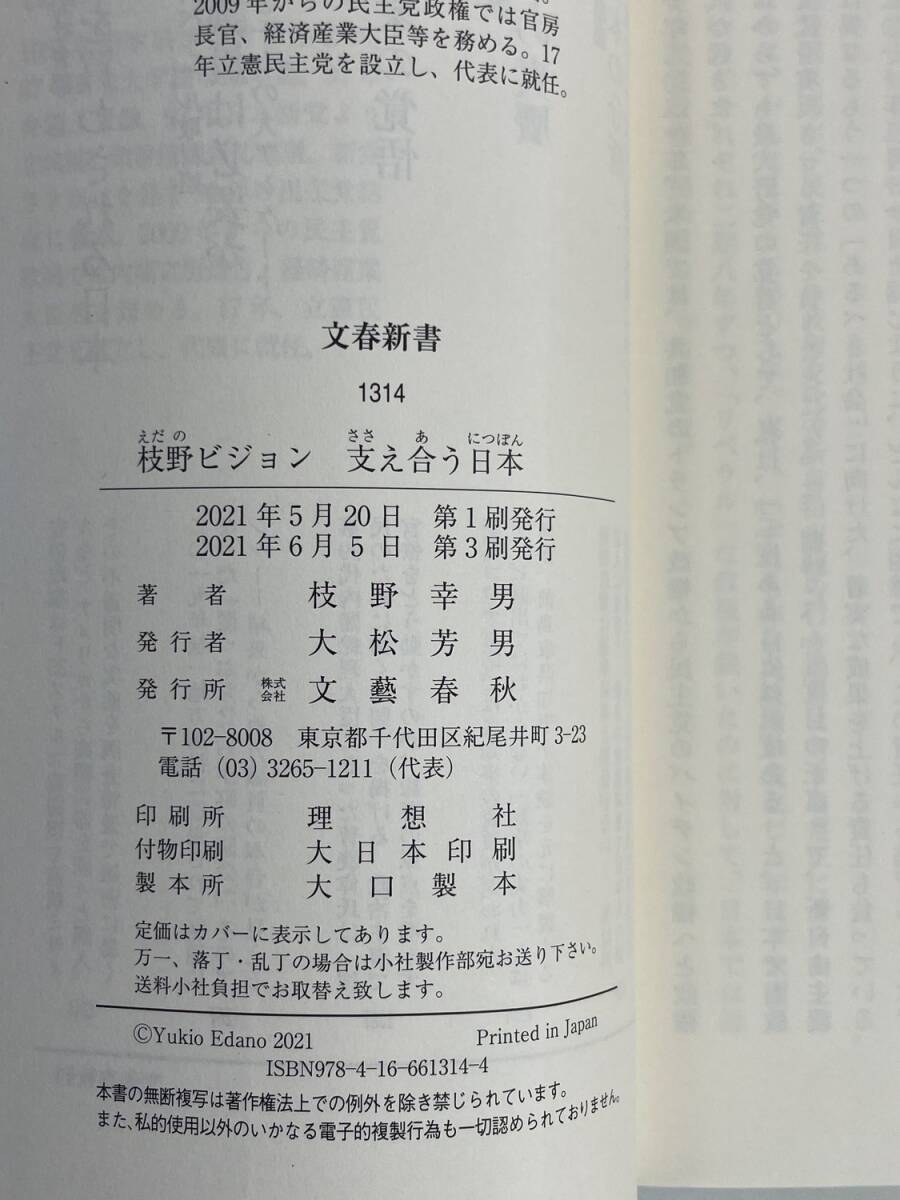 2009年からの民主党政権では官房
長官、経済産業大臣等を務める。17
年立憲民主党を設立し、代表に就任。
文春新書
1314
えだ の ささ あ にっぽん
枝野ビジョン 支え合う日本
2021年5月20日 第1刷発行
2021年6月5日 第3刷発行
著者 枝野幸男
発行者 大松芳男
発行所 株式会社 文藝春秋
〒102-8008 東京都千代田区紀尾井町3-23
電話 (03) 3265-1211 (代表)
印刷所 理想社
付物印刷 大日本印刷
製本所 大口製本
定価はカバーに表示してあります。
万一、落丁・乱丁の場合は小社製作部宛お送り下さい。
送料小社負担でお取替え致します。
©Yukio Edano 2021 Printed in Japan
ISBN978-4-16-661314-4
本書の無断複写は著作権法上での例外を除き禁じられています。
また、私的使用以外のいかなる電子的複製行為も一切認められておりません。